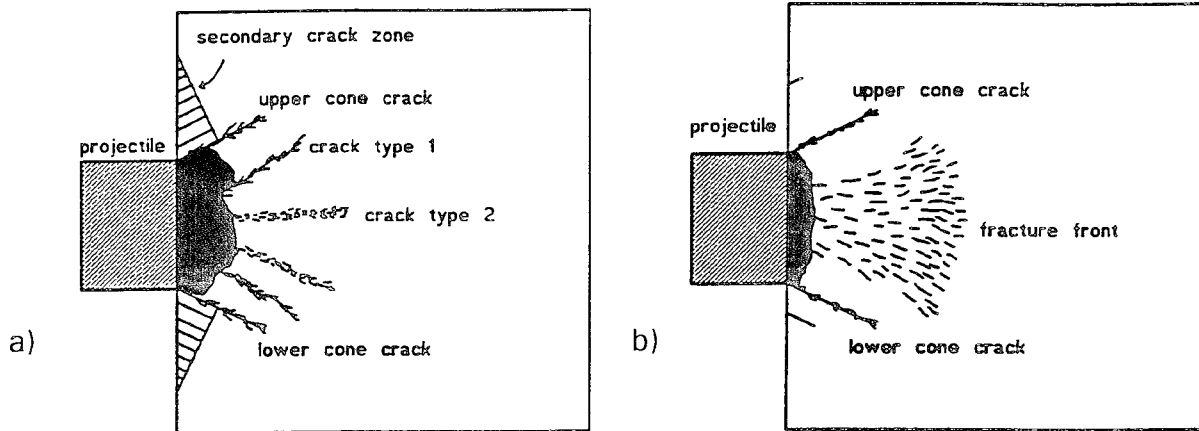 secondary crack zone
upper cone crack
projectile
crack type 1
crack type 2
lower cone crack
a)
upper cone crack
projectile
fracture front
lower cone crack
b)